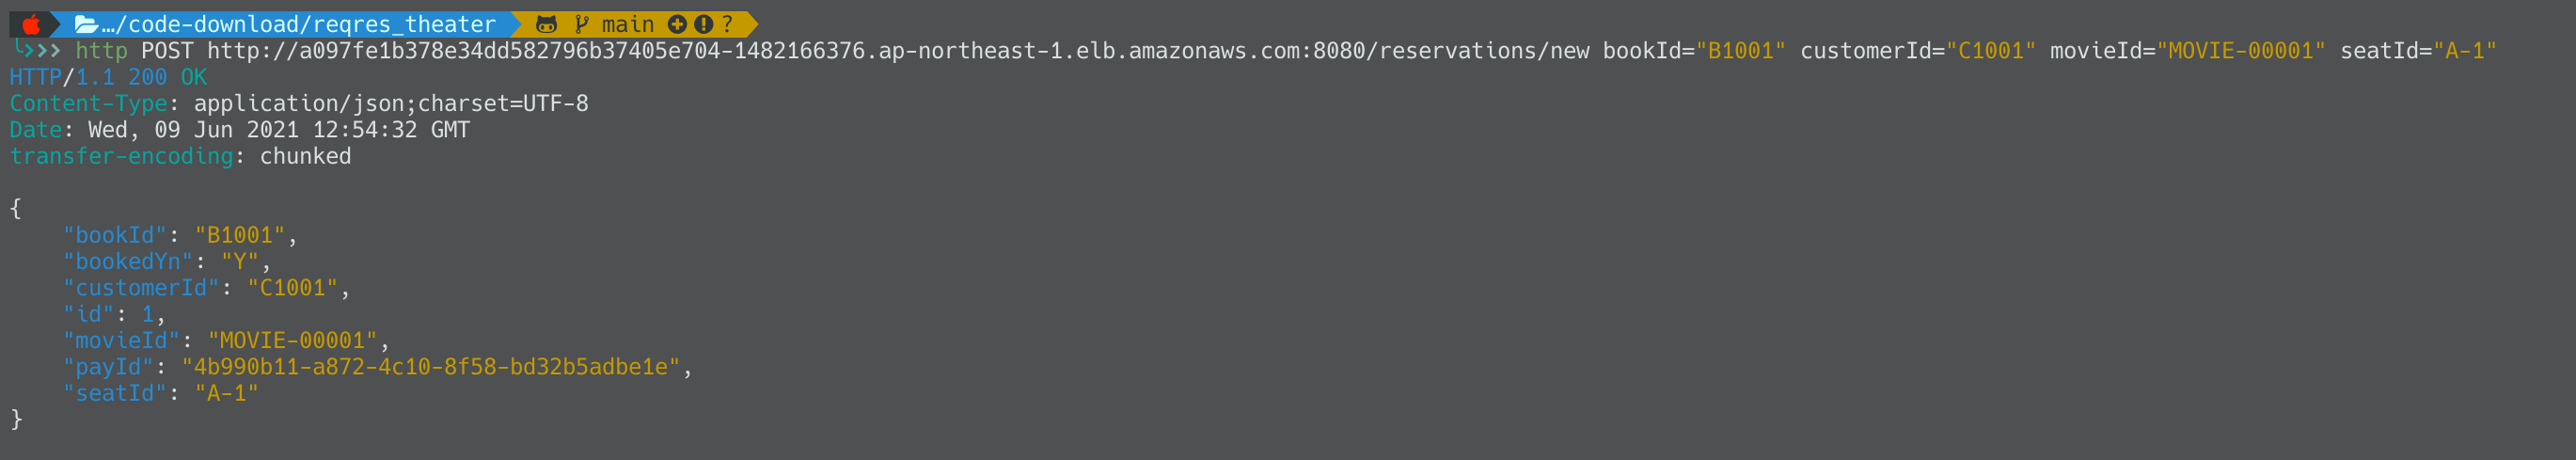 …/code-download/reqres_theater main ?
http POST http://a097fe1b378e34dd582796b37405e704-1482166376.ap-northeast-1.elb.amazonaws.com:8080/reservations/new bookId="B1001" customerId="C1001" movieId="MOVIE-00001" seatId="A-1"
HTTP/1.1 200 OK
Content-Type: application/json;charset=UTF-8
Date: Wed, 09 Jun 2021 12:54:32 GMT
transfer-encoding: chunked
{
"bookId": "B1001",
"bookedYn": "Y",
"customerId": "C1001",
"id": 1,
"movieId": "MOVIE-00001",
"payId": "4b990b11-a872-4c10-8f58-bd32b5adbe1e",
"seatId": "A-1"
}